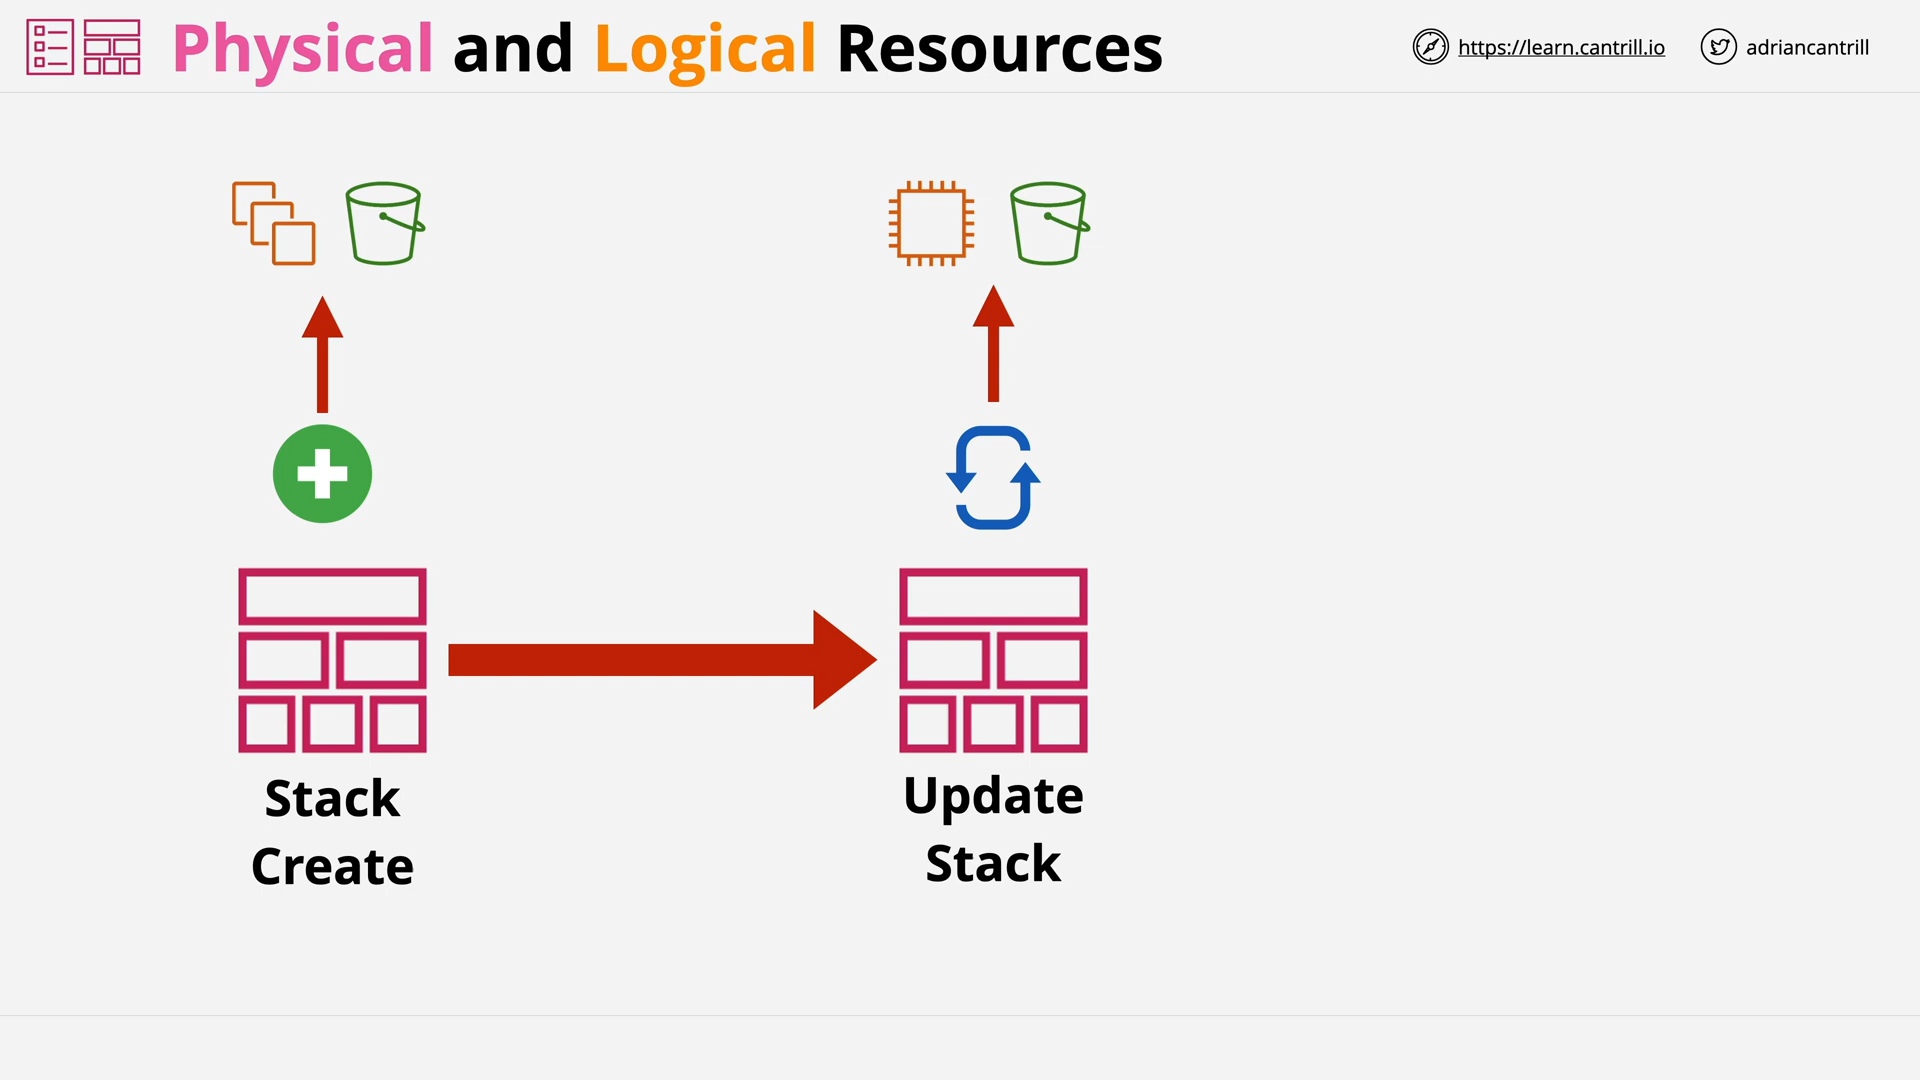 Physical and Logical Resources
https://learn.cantrill.io
adriancantrill
Stack
Create
Update
Stack